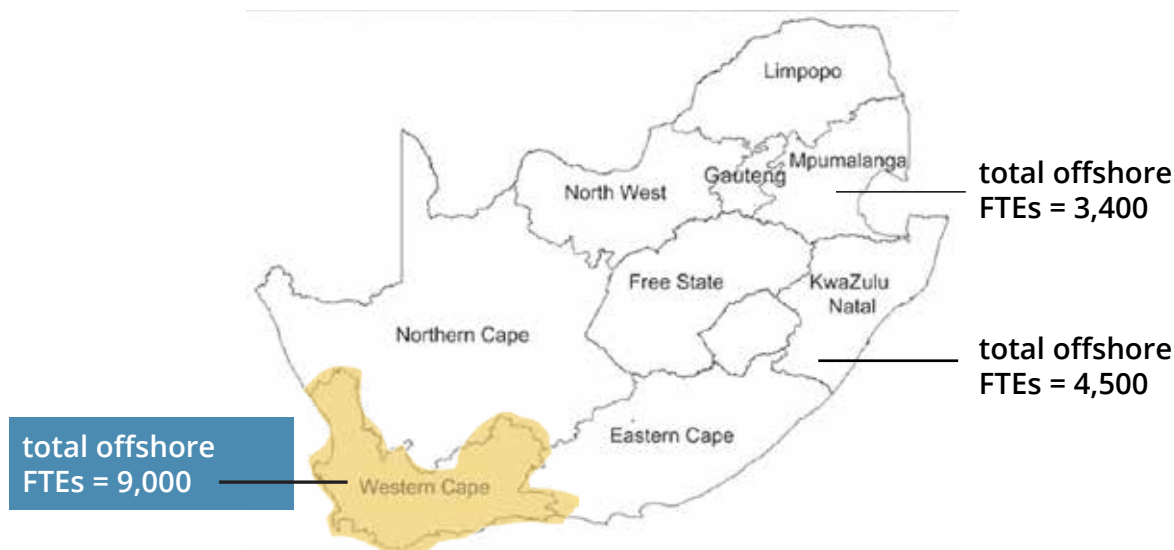 Limpopo
Mpumalanga
Gauteng
North West
total offshore
FTEs = 3,400
Free State
KwaZulu
Natal
Northern Cape
total offshore
FTEs = 4,500
Eastern Cape
total offshore
FTEs = 9,000
Western Cape